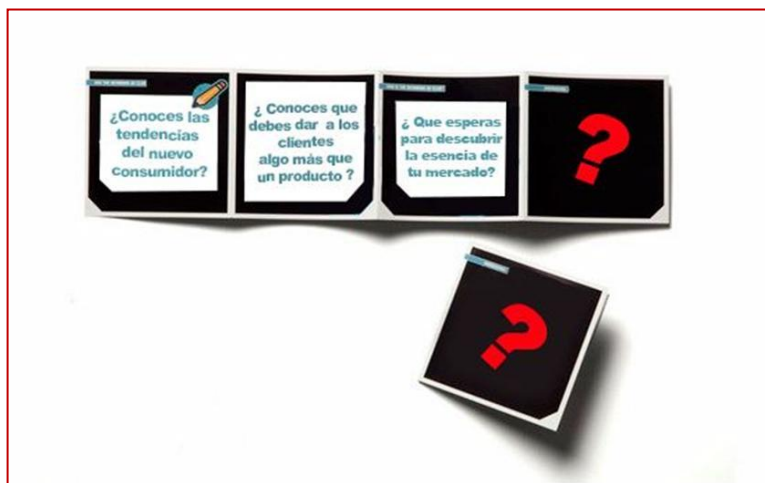 ¿Conoces las
tendencias
del nuevo
consumidor?
¿ Conoces que
debes dar a los
clientes
algo más que
un producto ?
¿ Que esperas
para descubrir
la esencia de
tu mercado?
?
?